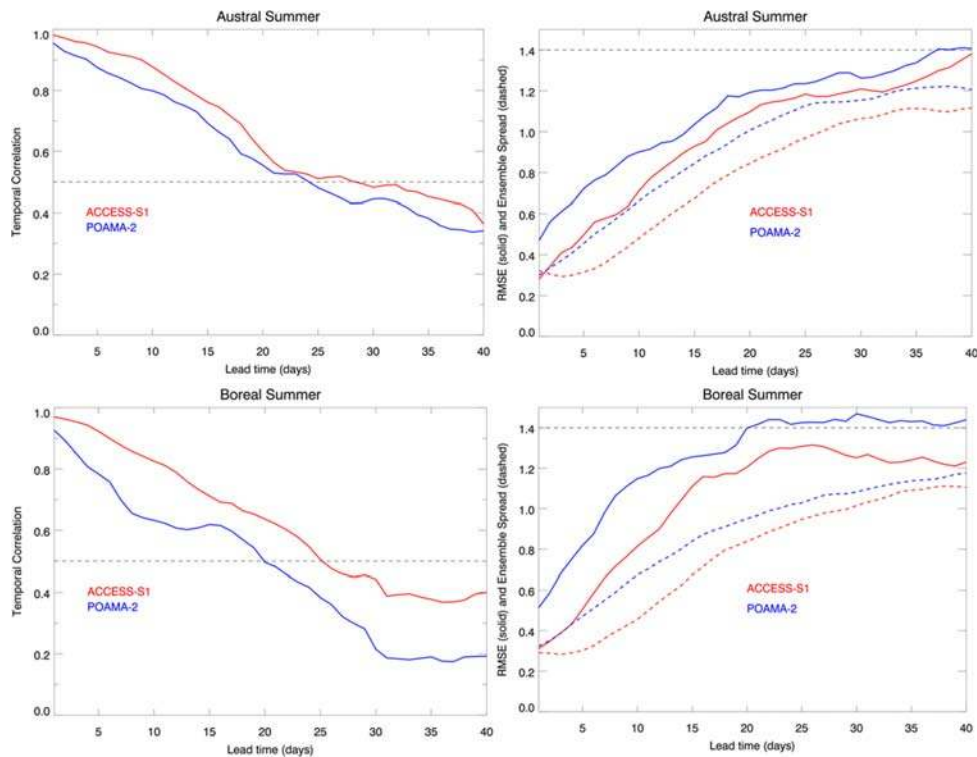 Austral Summer
1.0
0.8
0.6
0.4
0.2
0.0
Temporal Correlation
ACCESS-S1
POAMA-2
5 10 15 20 25 30 35 40
Lead time (days)
Austral Summer
1.4
1.2
1.0
0.8
0.6
0.4
0.2
0.0
RMSE (solid) and Ensemble Spread (dashed)
ACCESS-S1
POAMA-2
5 10 15 20 25 30 35 40
Lead time (days)
Boreal Summer
1.0
0.8
0.6
0.4
0.2
0.0
Temporal Correlation
ACCESS-S1
POAMA-2
5 10 15 20 25 30 35 40
Lead time (days)
Boreal Summer
1.4
1.2
1.0
0.8
0.6
0.4
0.2
0.0
RMSE (solid) and Ensemble Spread (dashed)
ACCESS-S1
POAMA-2
5 10 15 20 25 30 35 40
Lead time (days)